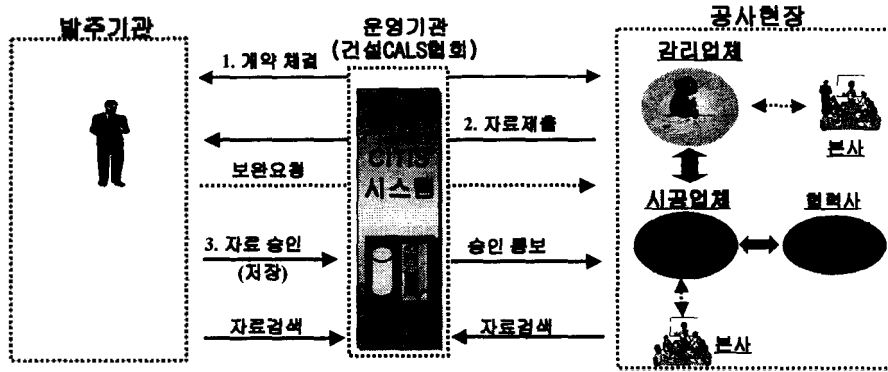 발주기관
운영기관
(건설CALS협회)
공사현장
1. 계약 체결
감리업체
2. 자료제출
본사
CITIS
시스템
보완요청
시공업체
협력사
3. 자료 승인
(저장)
승인 통보
자료검색
자료검색
본사